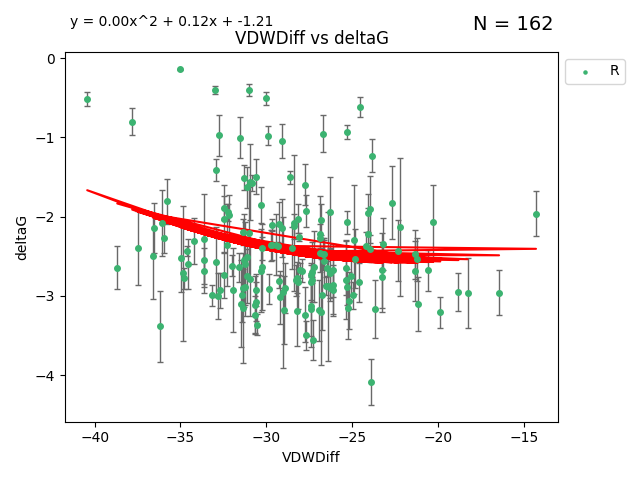 y = 0.00x^2 + 0.12x + -1.21
N = 162
VDWDiff vs deltaG
R
deltaG
0
−1
−2
−3
−4
−40 −35 −30 −25 −20 −15
VDWDiff